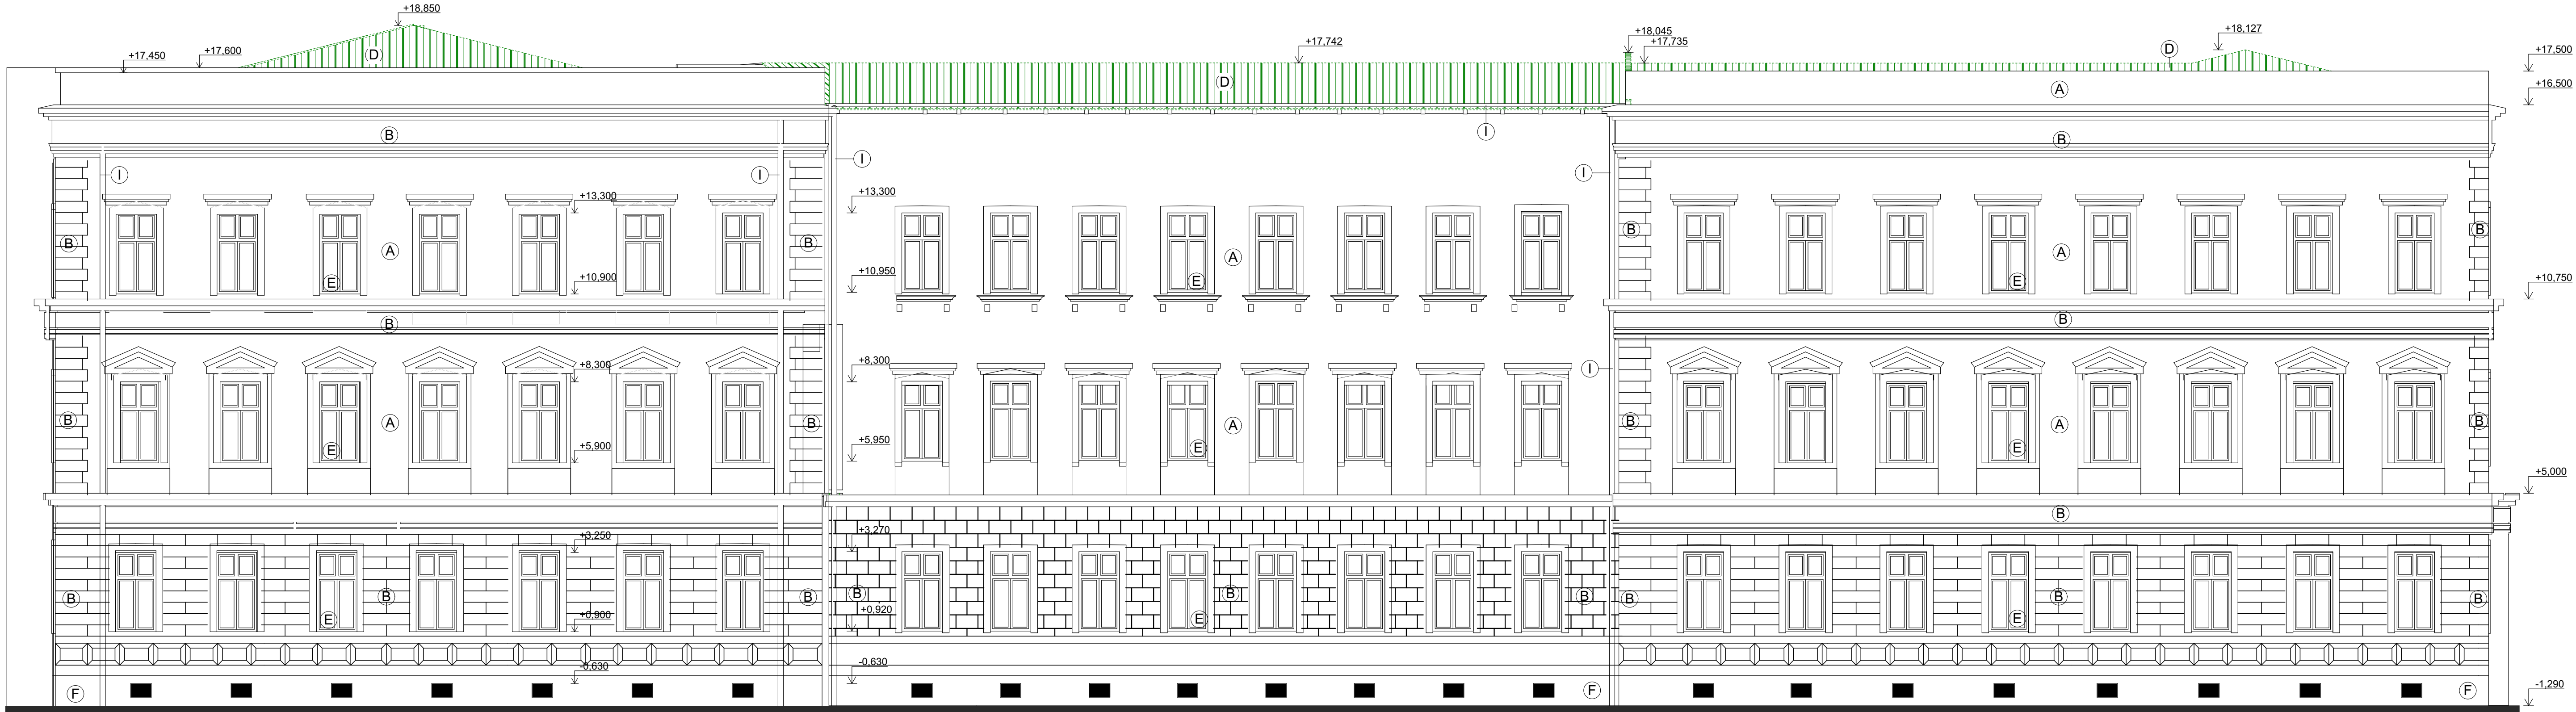 +18,850
+18,045
+18,127
+17,450
+17,600
D
+17,742
+17,735
D
+17,500
D
A
+16,500
B
I
B
I
I
I
I
+13,300
+13,300
B
A
B
A
B
A
B
E
+10,900
+10,950
E
E
+10,750
B
B
+8,300
+8,300
I
B
A
B
A
B
A
B
E
+5,900
+5,950
E
E
+5,000
B
+3,250
+3,270
B
B
B
B
B
B
B
B
B
E
+0,900
+0,920
E
E
-0,630
-0,630
F
F
F
-1,290